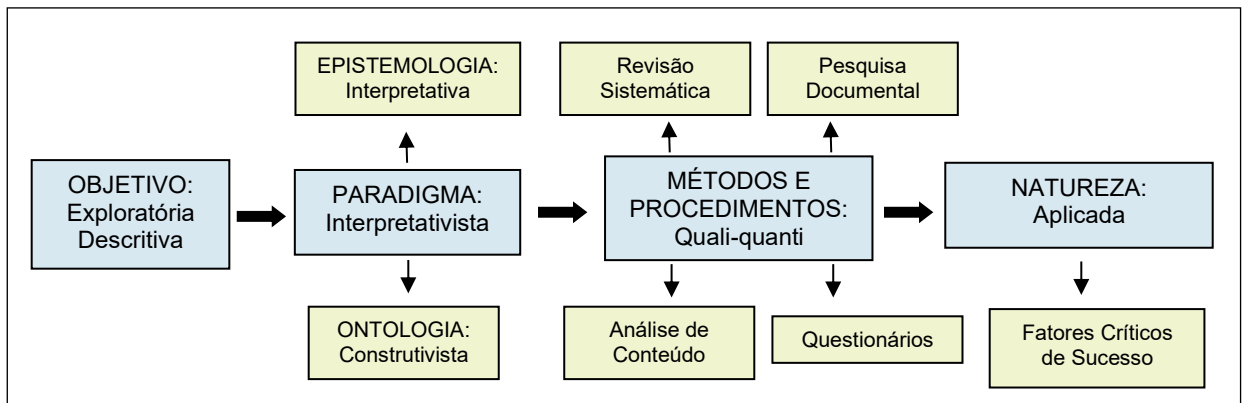 EPISTEMOLOGIA:
Interpretativa
Revisão
Sistemática
Pesquisa
Documental
OBJETIVO:
Exploratória
Descritiva
PARADIGMA:
Interpretativista
MÉTODOS E
PROCEDIMENTOS:
Quali-quanti
NATUREZA:
Aplicada
ONTOLOGIA:
Construtivista
Análise de
Conteúdo
Questionários
Fatores Críticos
de Sucesso